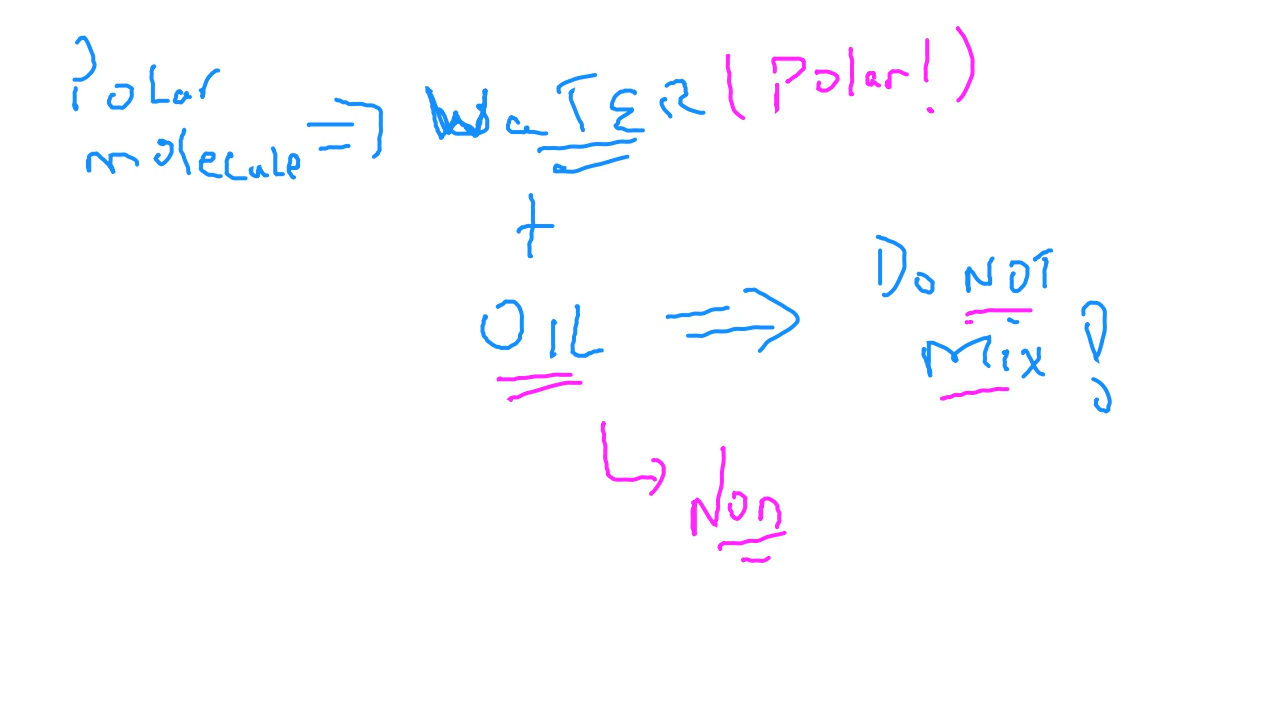 Polar
molecule => WaTER (Polar!)
+
OIL => Do NOT
Mix !
Non